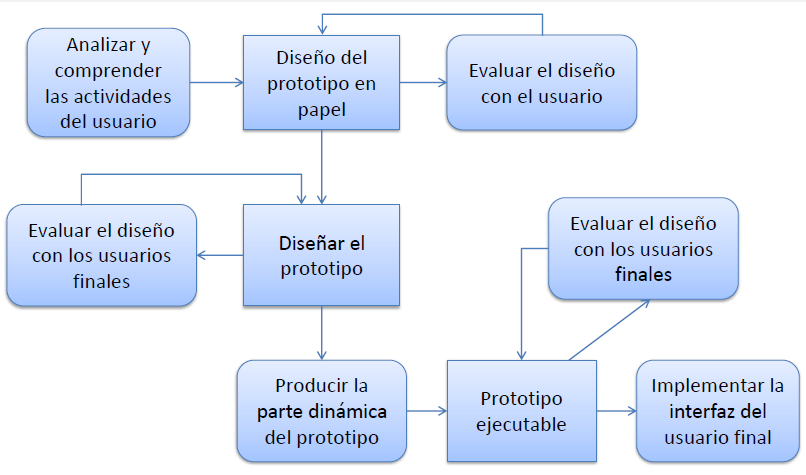 Analizar y
comprender
las actividades
del usuario
Diseño del
prototipo en
papel
Evaluar el diseño
con el usuario
Evaluar el diseño
con los usuarios
finales
Diseñar el
prototipo
Evaluar el diseño
con los usuarios
finales
Producir la
parte dinámica
del prototipo
Prototipo
ejecutable
Implementar la
interfaz del
usuario final